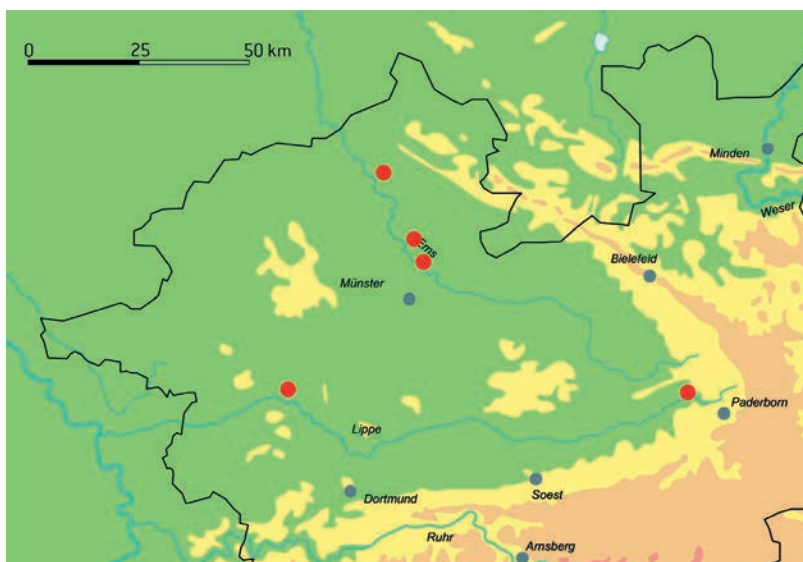 0 25 50 km
Minden
Weser
Ems
Bielefeld
Münster
Paderborn
Lippe
Dortmund
Soest
Ruhr
Arnsberg